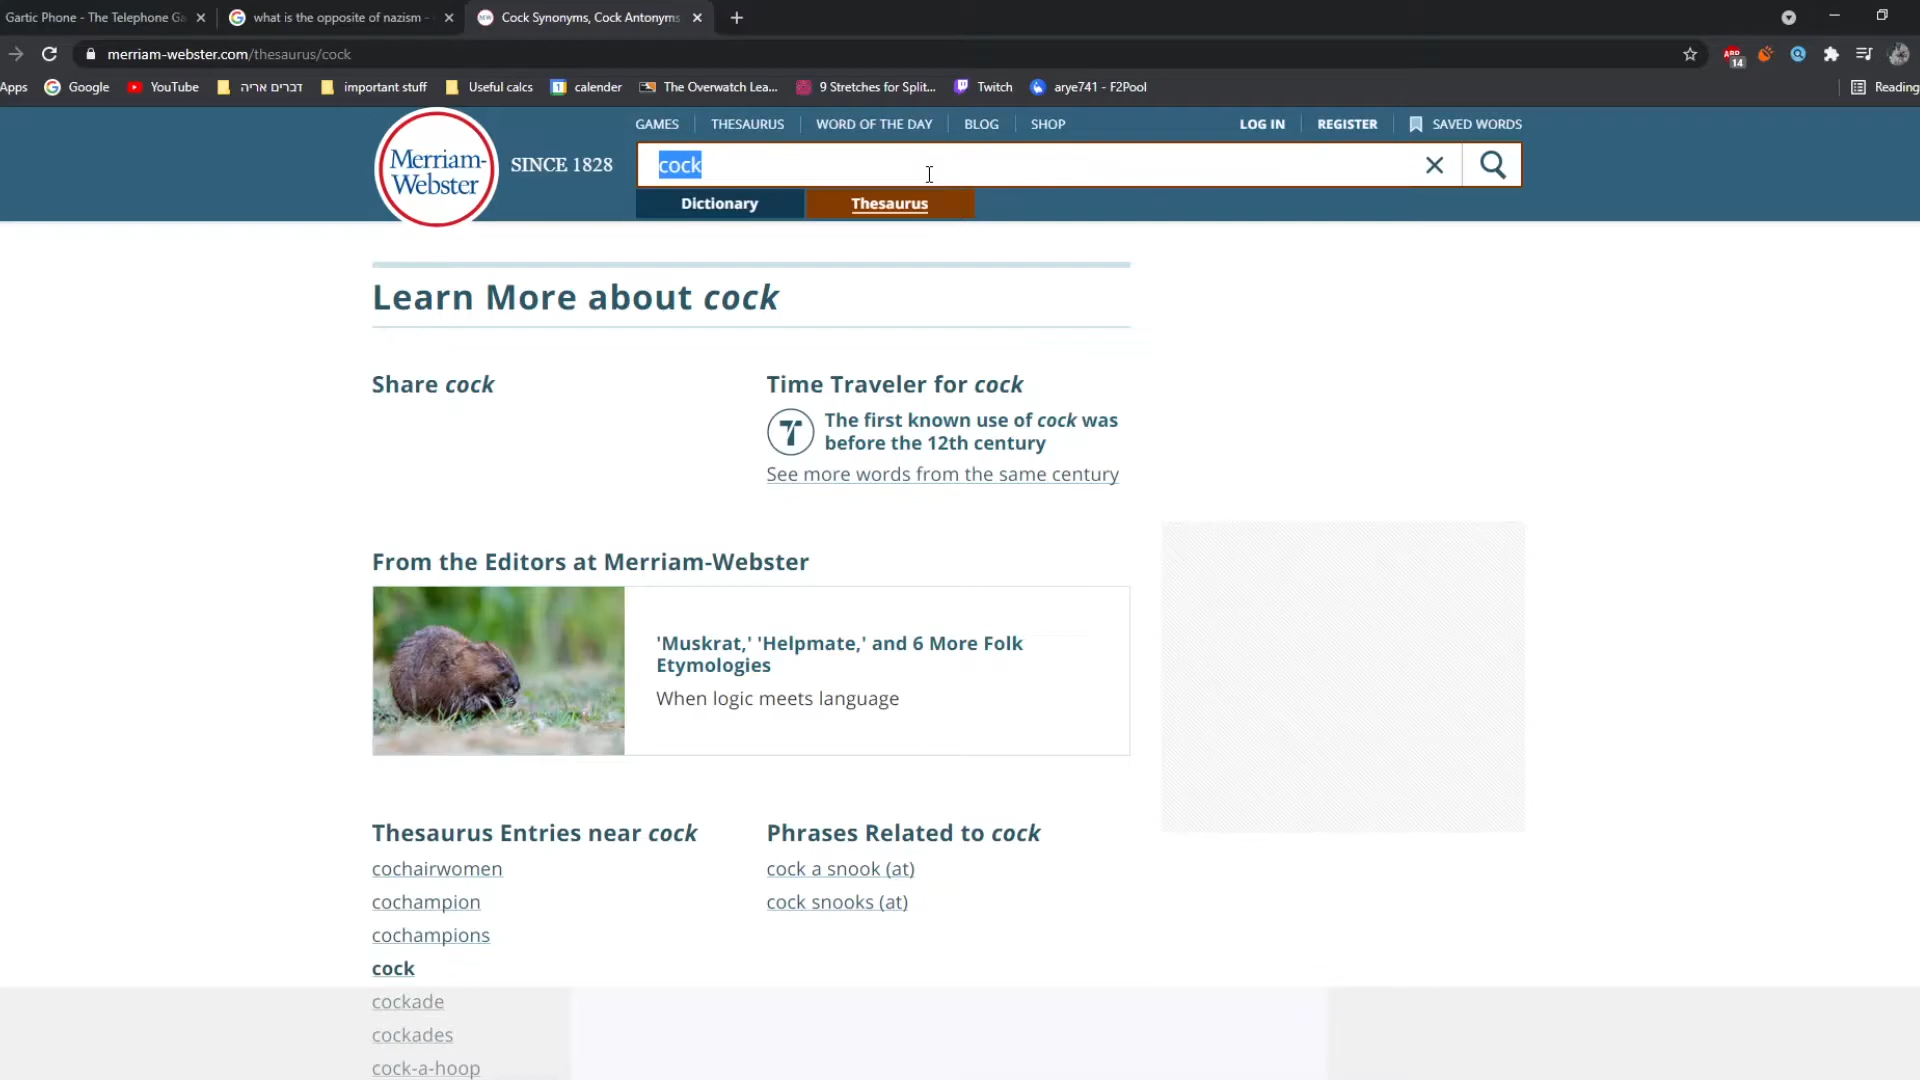 Gartic Phone - The Telephone Ga
what is the opposite of nazism -
Cock Synonyms, Cock Antonyms
merriam-webster.com/thesaurus/cock
14
Apps
Google
YouTube
דברים אריה
important stuff
Useful calcs
calender
The Overwatch Lea...
9 Stretches for Split...
Twitch
arye741 - F2Pool
Reading
GAMES
THESAURUS
WORD OF THE DAY
BLOG
SHOP
LOG IN
REGISTER
SAVED WORDS
Merriam-
Webster
SINCE 1828
cock
Dictionary
Thesaurus
Learn More about cock
Share cock
Time Traveler for cock
The first known use of cock was
before the 12th century
See more words from the same century
From the Editors at Merriam-Webster
'Muskrat,' 'Helpmate,' and 6 More Folk
Etymologies
When logic meets language
Thesaurus Entries near cock
cochairwomen
cochampion
cochampions
cock
cockade
cockades
cock-a-hoop
Phrases Related to cock
cock a snook (at)
cock snooks (at)